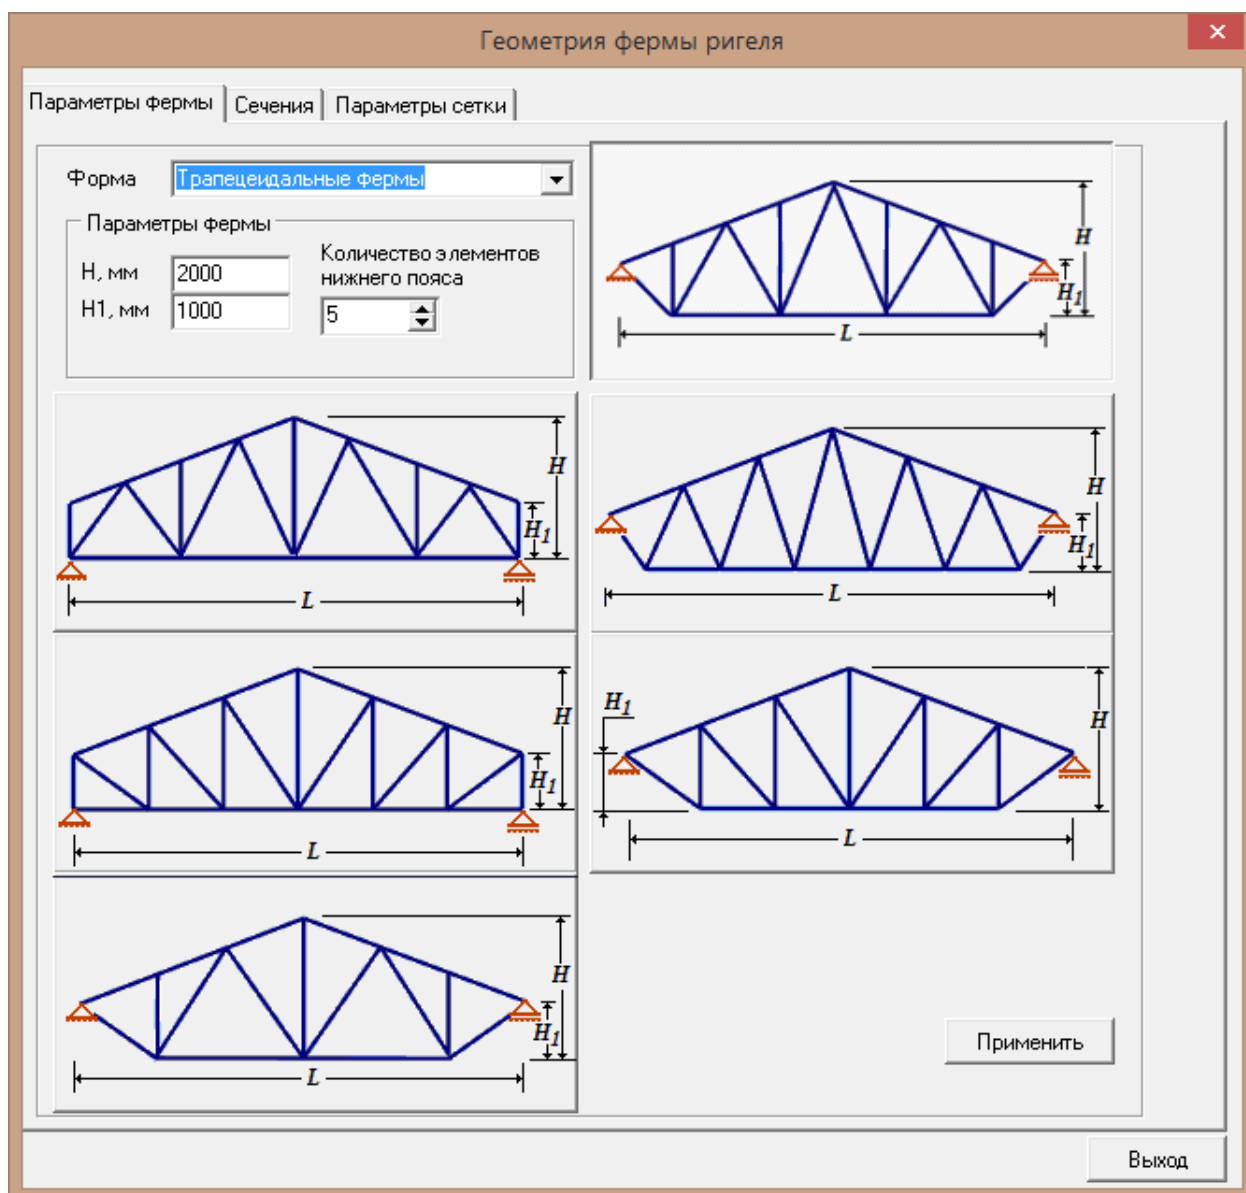 Геометрия фермы ригеля
Параметры фермы Сечения Параметры сетки
Форма Трапецеидальные фермы
Параметры фермы
Количество элементов
нижнего пояса
H, мм 2000
H1, мм 1000
5
H
H1
L
H
H1
L
H
H1
L
H
H1
L
H1
H
L
H
H1
L
Применить
Выход